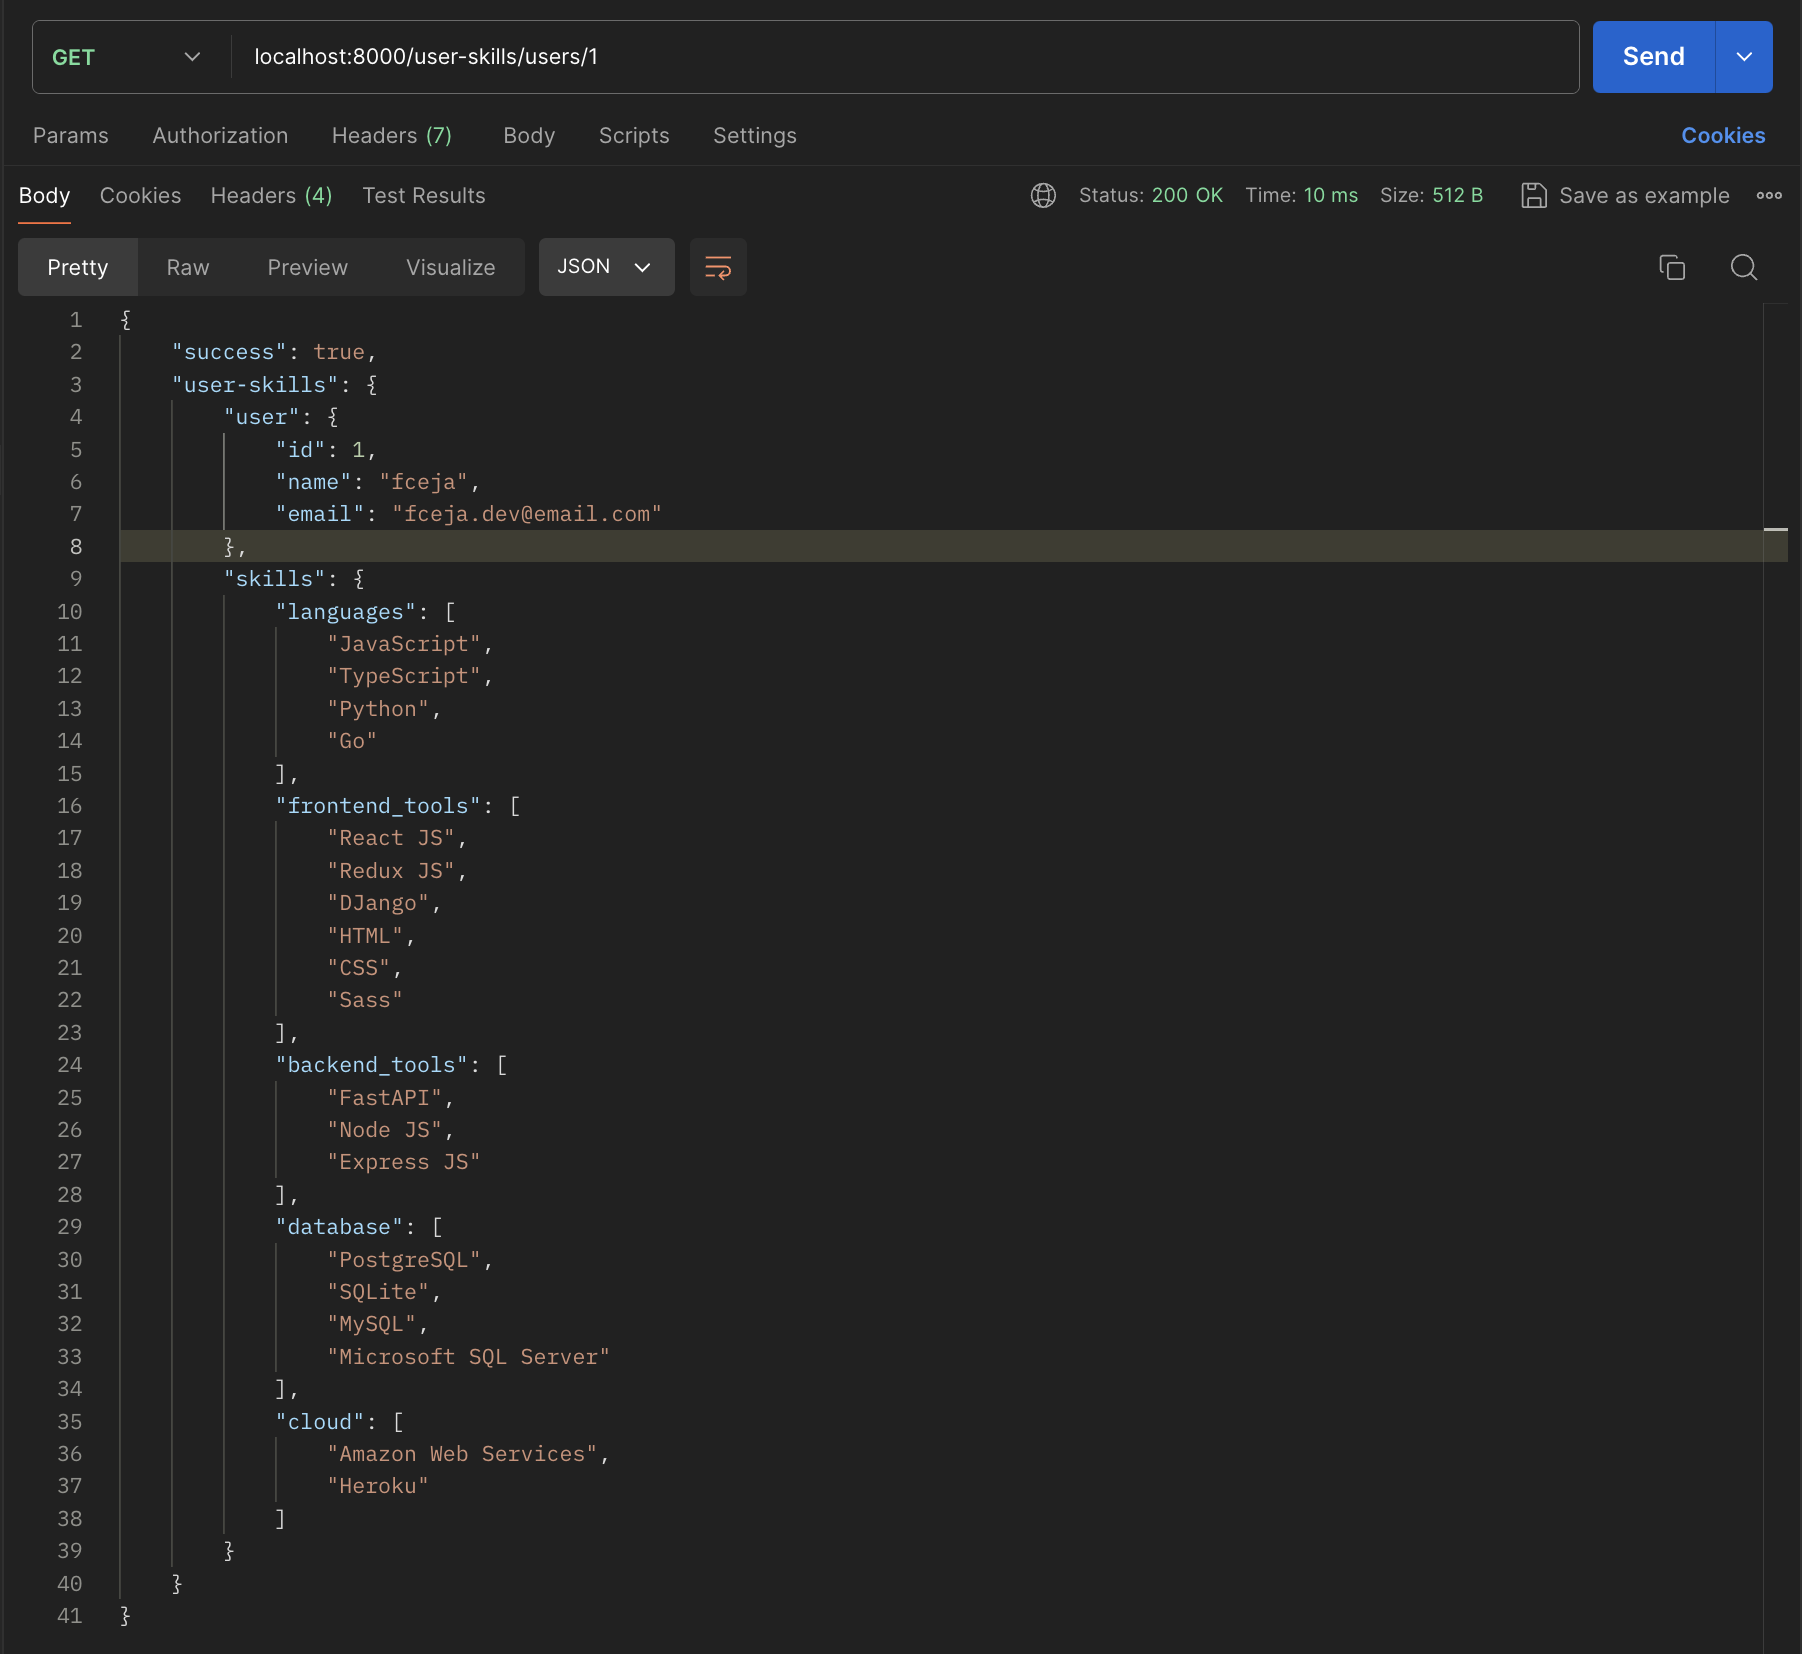 GET localhost:8000/user-skills/users/1 Send
Params Authorization Headers (7) Body Scripts Settings Cookies
Body Cookies Headers (4) Test Results Status: 200 OK Time: 10 ms Size: 512 B Save as example
Pretty Raw Preview Visualize JSON
1 {
2 "success": true,
3 "user-skills": {
4 "user": {
5 "id": 1,
6 "name": "fceja",
7 "email": "fceja.dev@email.com"
8 },
9 "skills": {
10 "languages": [
11 "JavaScript",
12 "TypeScript",
13 "Python",
14 "Go"
15 ],
16 "frontend_tools": [
17 "React JS",
18 "Redux JS",
19 "DJango",
20 "HTML",
21 "CSS",
22 "Sass"
23 ],
24 "backend_tools": [
25 "FastAPI",
26 "Node JS",
27 "Express JS"
28 ],
29 "database": [
30 "PostgreSQL",
31 "SQLite",
32 "MySQL",
33 "Microsoft SQL Server"
34 ],
35 "cloud": [
36 "Amazon Web Services",
37 "Heroku"
38 ]
39 }
40 }
41 }